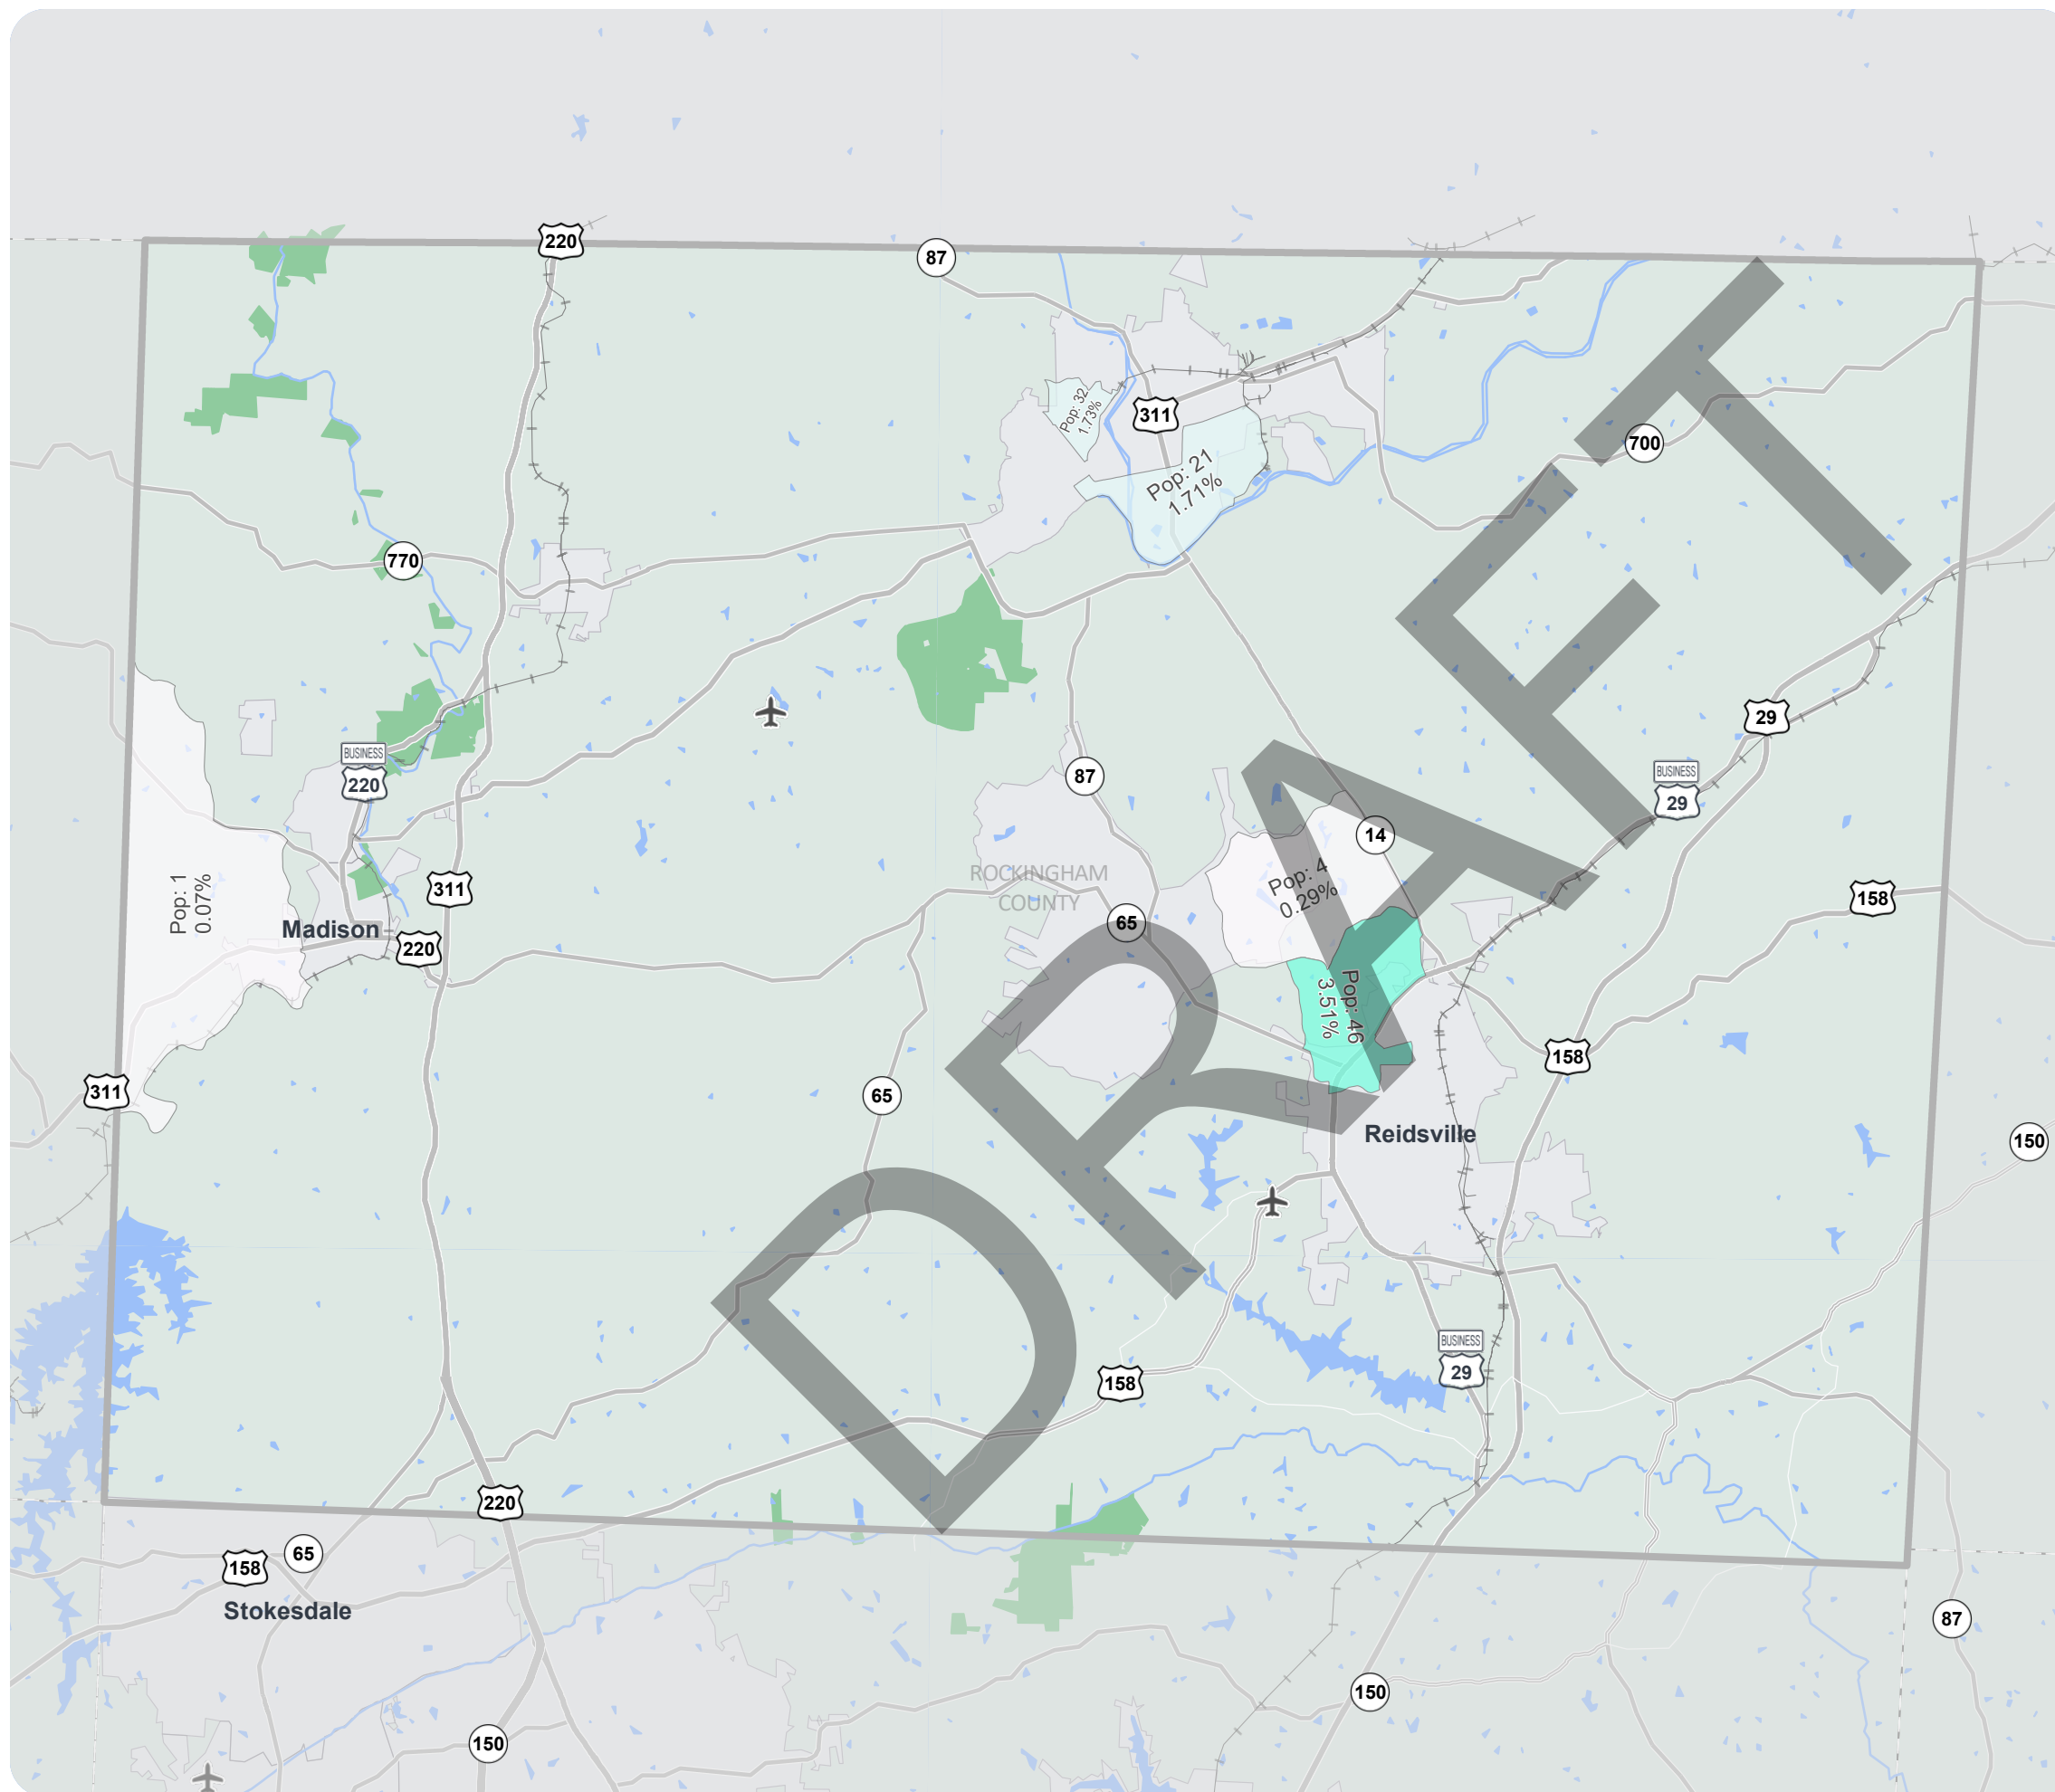 220
87
311
Pop: 32
1.73%
Pop: 21
1.71%
700
770
29
BUSINESS
220
BUSINESS
29
87
14
ROCKINGHAM
COUNTY
Pop: 1
0.07%
311
Pop: 4
0.29%
158
Madison
65
220
Pop: 46
3.51%
158
311
65
Reidsville
150
DRAFT
BUSINESS
29
158
220
65
158
Stokesdale
87
150
150